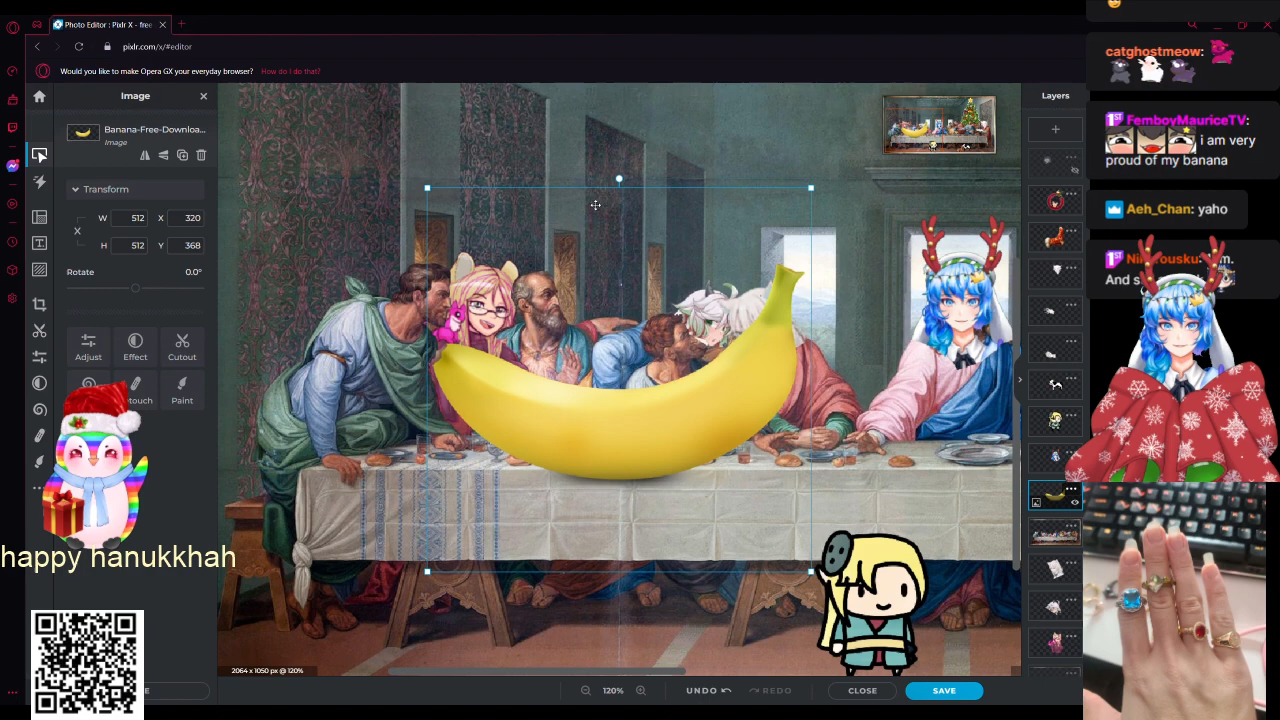 Photo Editor : Pixlr X - free
pixlr.com/x/#editor
Would you like to make Opera GX your everyday browser? How do I do that?
Image
Banana-Free-Downloa...
Image
Transform
W 512 X 320
X
H 512 Y 368
Rotate 0.0°
Adjust
Effect
Cutout
Paint
happy hanukkhah
2064 x 1050 px @ 120%
120%
UNDO
REDO
CLOSE
SAVE
Layers
catghostmeow:
1ST FemboyMauriceTV:
i am very
proud of my banana
Aeh_Chan: yaho
1ST